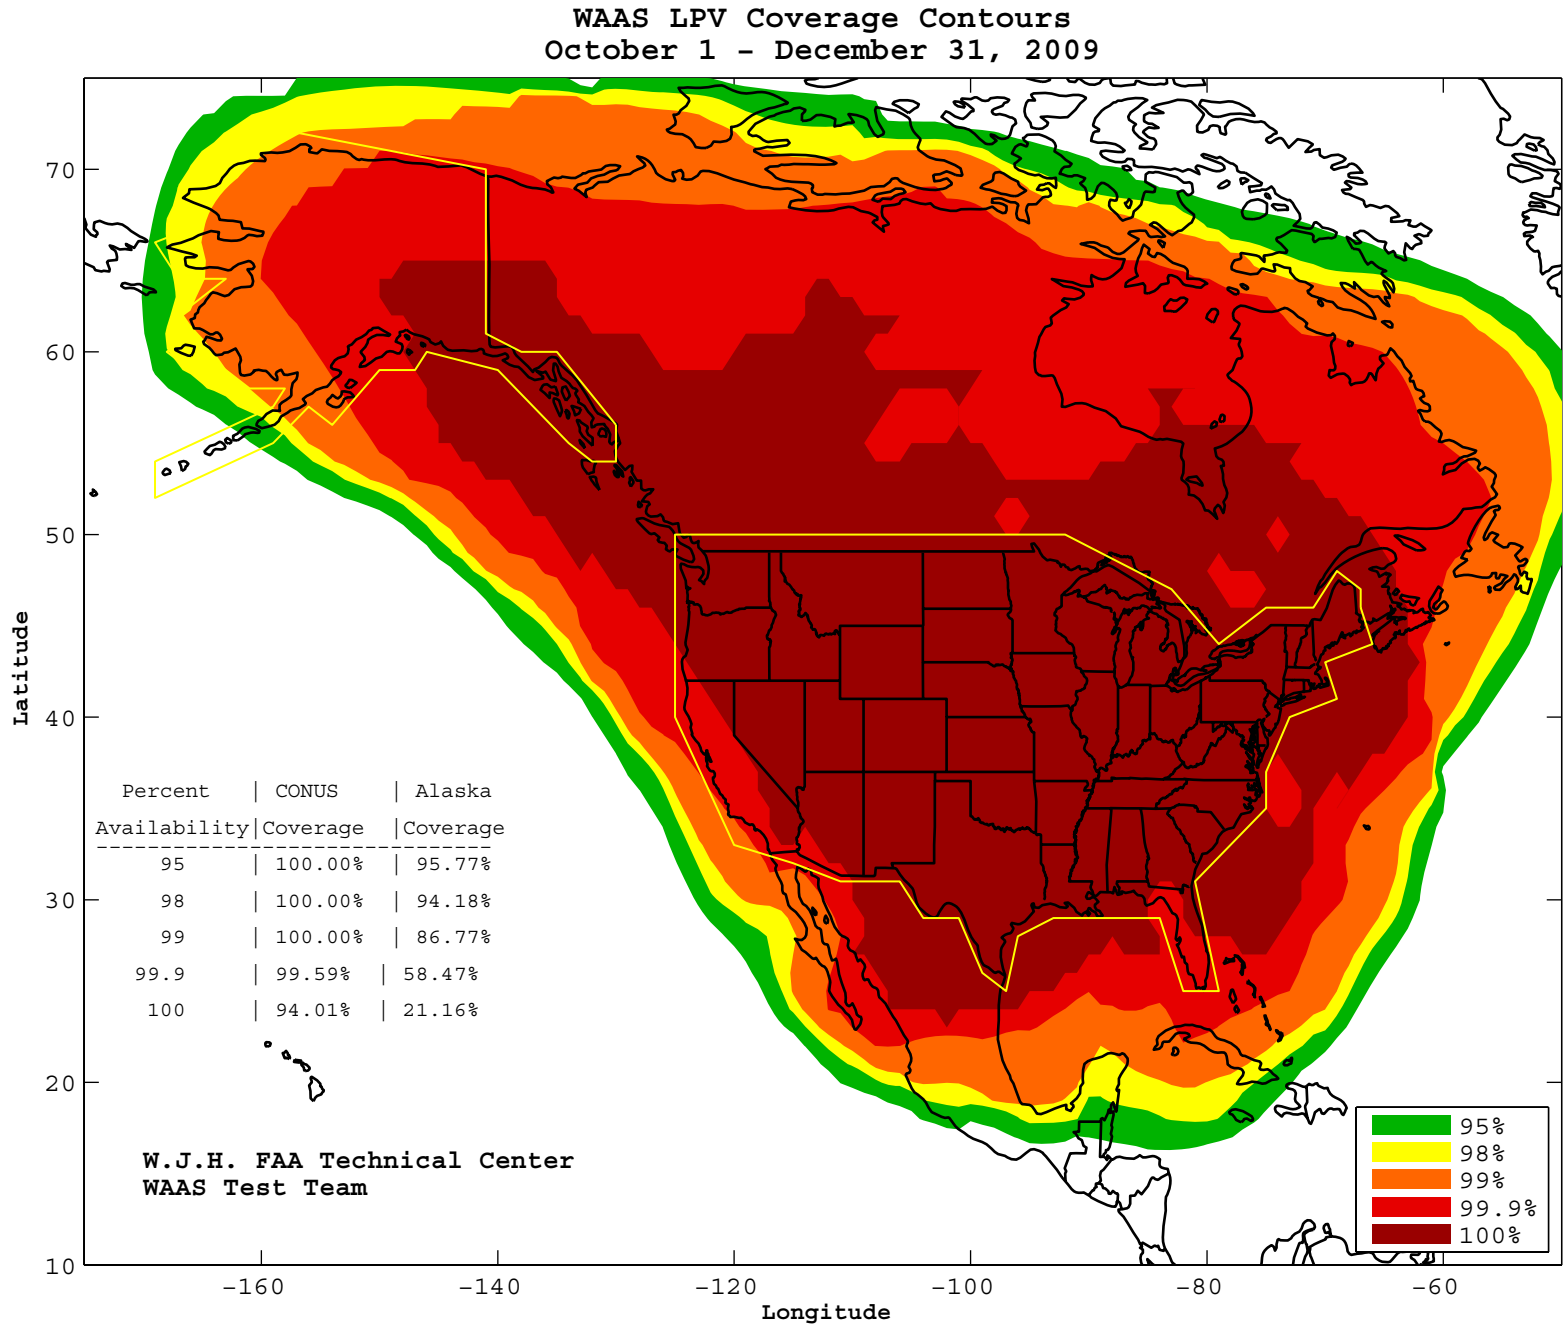 WAAS LPV Coverage Contours
October 1 – December 31, 2009
Latitude
70
60
50
40
30
20
10
Percent | CONUS | Alaska
Availability|Coverage |Coverage
-------------------------------
95 | 100.00% | 95.77%
98 | 100.00% | 94.18%
99 | 100.00% | 86.77%
99.9 | 99.59% | 58.47%
100 | 94.01% | 21.16%
W.J.H. FAA Technical Center
WAAS Test Team
95%
98%
99%
99.9%
100%
−160 −140 −120 −100 −80 −60
Longitude